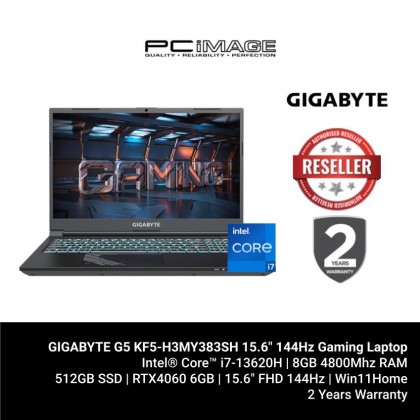 PC iMAGE
QUALITY • RELIABILITY • PERFECTION
GIGABYTE
AUTHORISED RESELLER
RESELLER
AUTHORISED RESELLER
GAMING
GIGABYTE
intel
CORE
i7
2
YEARS
WARRANTY
GIGABYTE G5 KF5-H3MY383SH 15.6" 144Hz Gaming Laptop
Intel® Core™ i7-13620H | 8GB 4800Mhz RAM
512GB SSD | RTX4060 6GB | 15.6" FHD 144Hz | Win11Home
2 Years Warranty